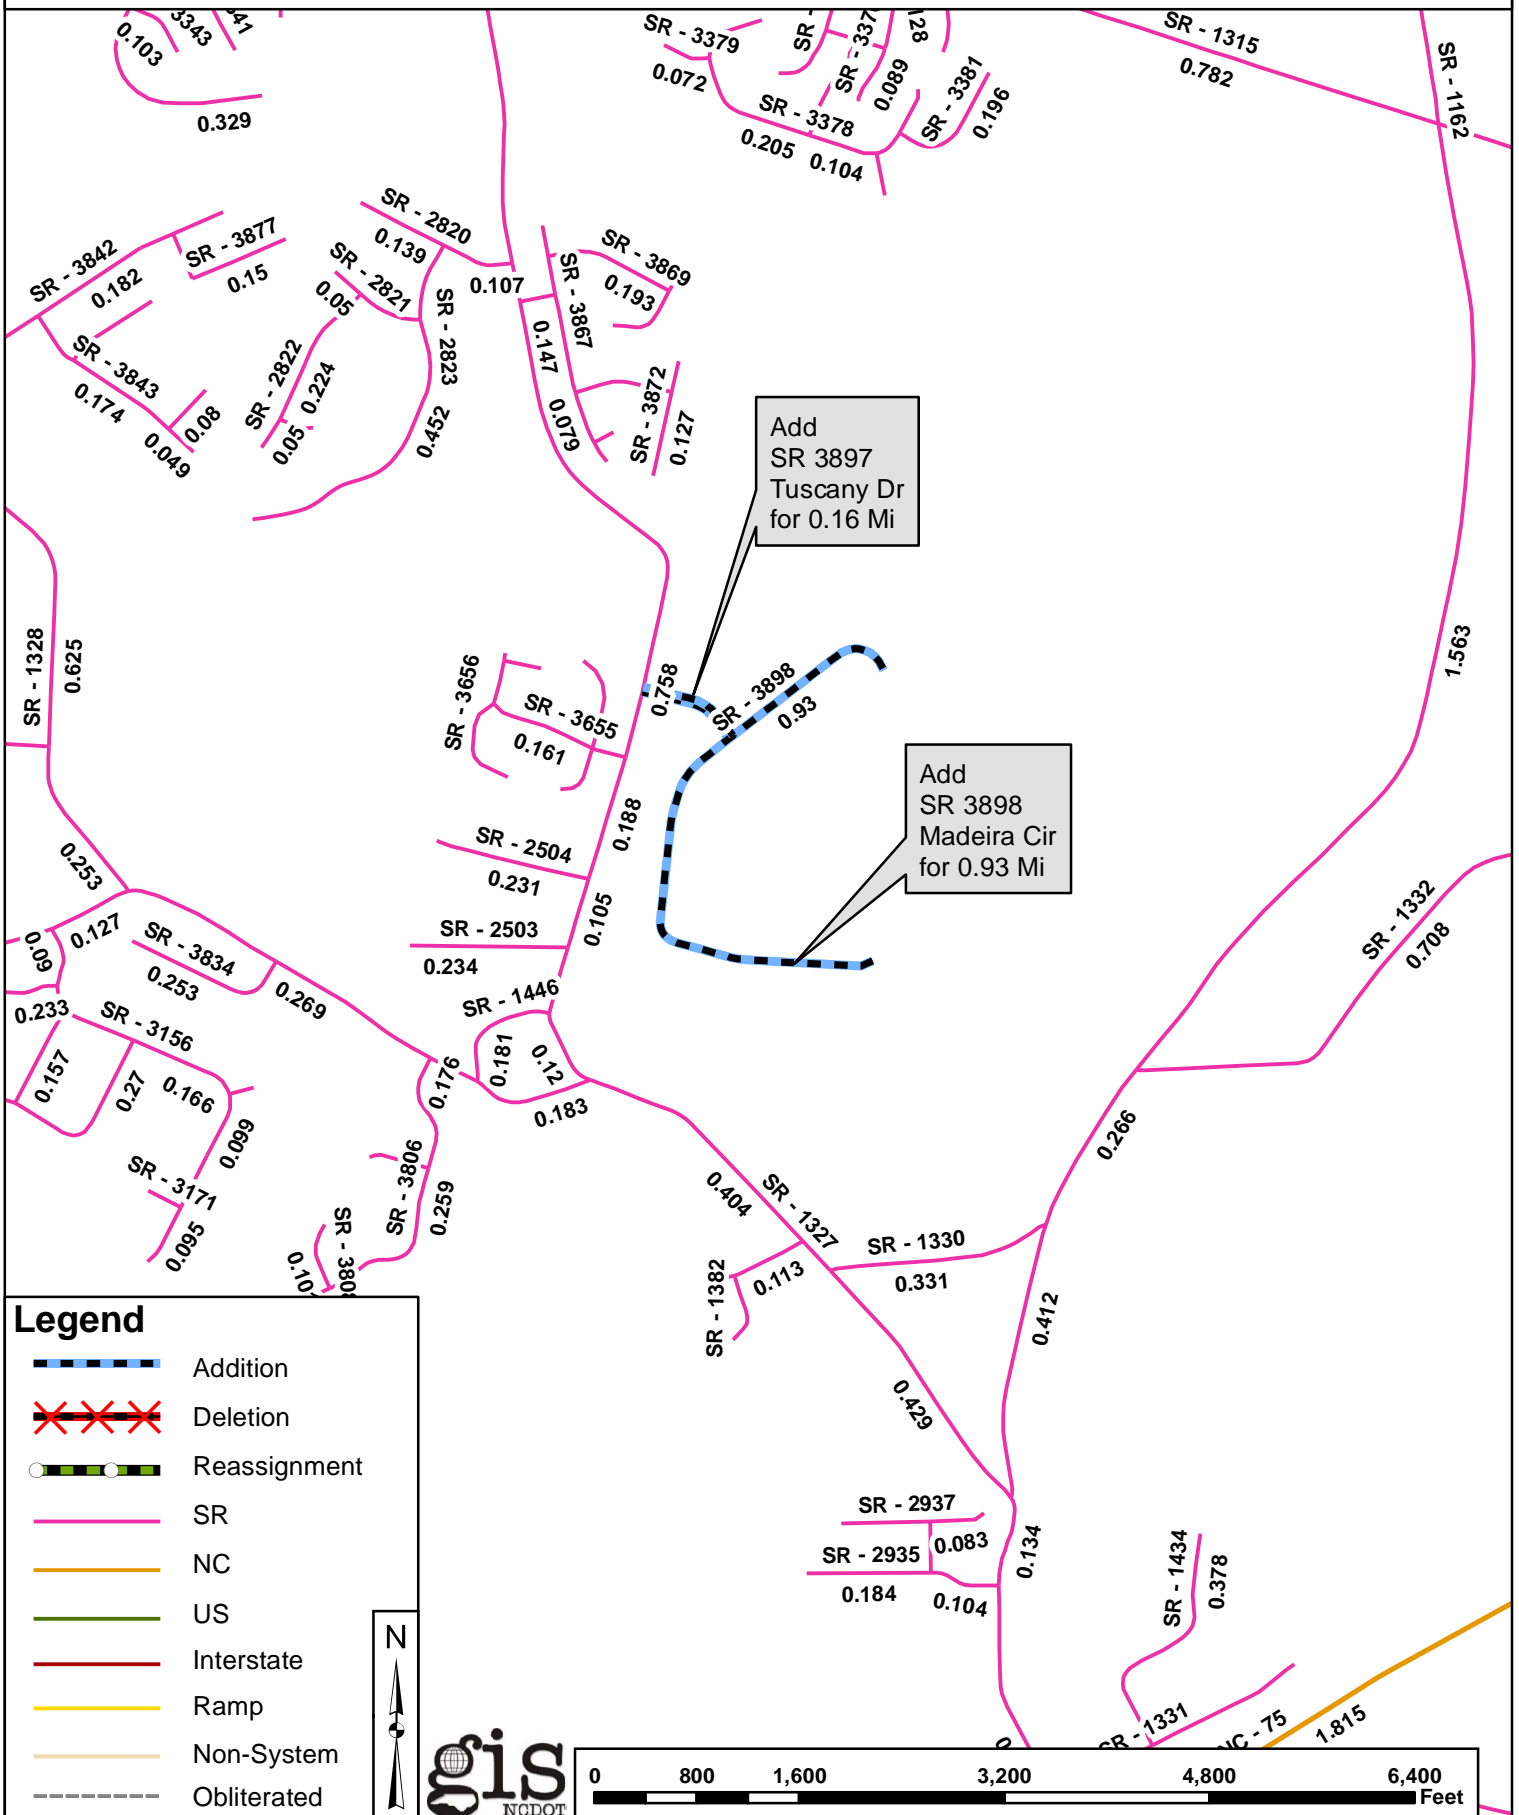 3343
0.103
0.329
SR - 3379
0.072
SR - 3378
0.205
0.104
0.089
SR - 3381
0.196
SR - 1315
0.782
SR - 1162
SR - 3842
0.182
SR - 3877
0.15
SR - 3843
0.174
0.08
0.049
SR - 2820
0.139
0.107
SR - 2821
0.05
SR - 2822
0.224
0.05
SR - 2823
0.452
SR - 3867
0.147
0.079
SR - 3869
0.193
SR - 3872
0.127
Add
SR 3897
Tuscany Dr
for 0.16 Mi
SR - 1328
0.625
1.563
SR - 3656
SR - 3655
0.161
0.758
SR - 3898
0.93
Add
SR 3898
Madeira Cir
for 0.93 Mi
0.188
SR - 2504
0.231
0.105
SR - 2503
0.234
0.253
0.127
0.09
SR - 3834
0.253
0.269
0.233
SR - 3156
0.157
0.27
0.166
0.099
SR - 3171
0.095
SR - 1446
0.181
0.12
0.183
0.176
SR - 3806
0.259
SR - 1332
0.708
0.266
0.404
SR - 1327
SR - 1330
0.331
SR - 1382
0.113
0.412
0.429
SR - 2937
0.083
SR - 2935
0.184
0.104
0.134
SR - 1434
0.378
SR - 1331
NC - 75
1.815
Legend
Addition
Deletion
Reassignment
SR
NC
US
Interstate
Ramp
Non-System
Obliterated
N
gis
NCDOT
0 800 1,600 3,200 4,800 6,400
Feet